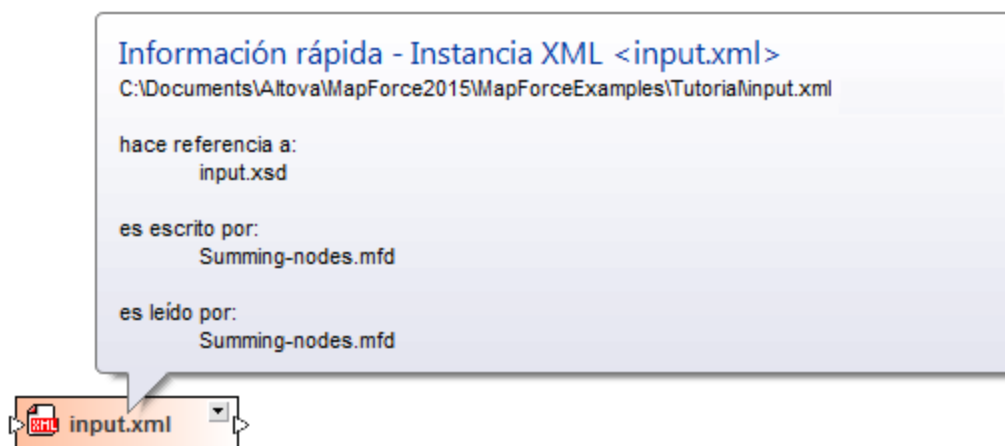 Información rápida - Instancia XML <input.xml>
C:\Documents\Altova\MapForce2015\MapForceExamples\Tutorial\input.xml
hace referencia a:
input.xsd
es escrito por:
Summing-nodes.mfd
es leído por:
Summing-nodes.mfd
XML input.xml